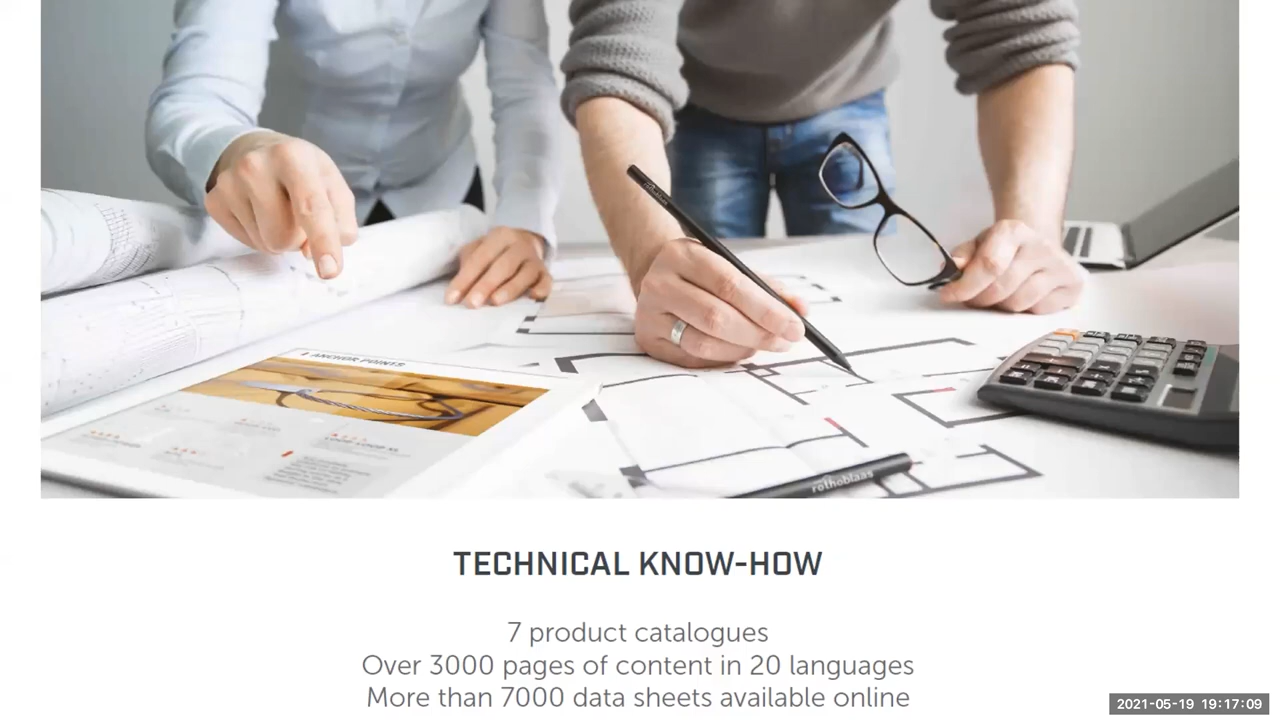 ANCHOR POINTS
rothoblaas
TECHNICAL KNOW-HOW
7 product catalogues
Over 3000 pages of content in 20 languages
More than 7000 data sheets available online
2021-05-19 19:17:09